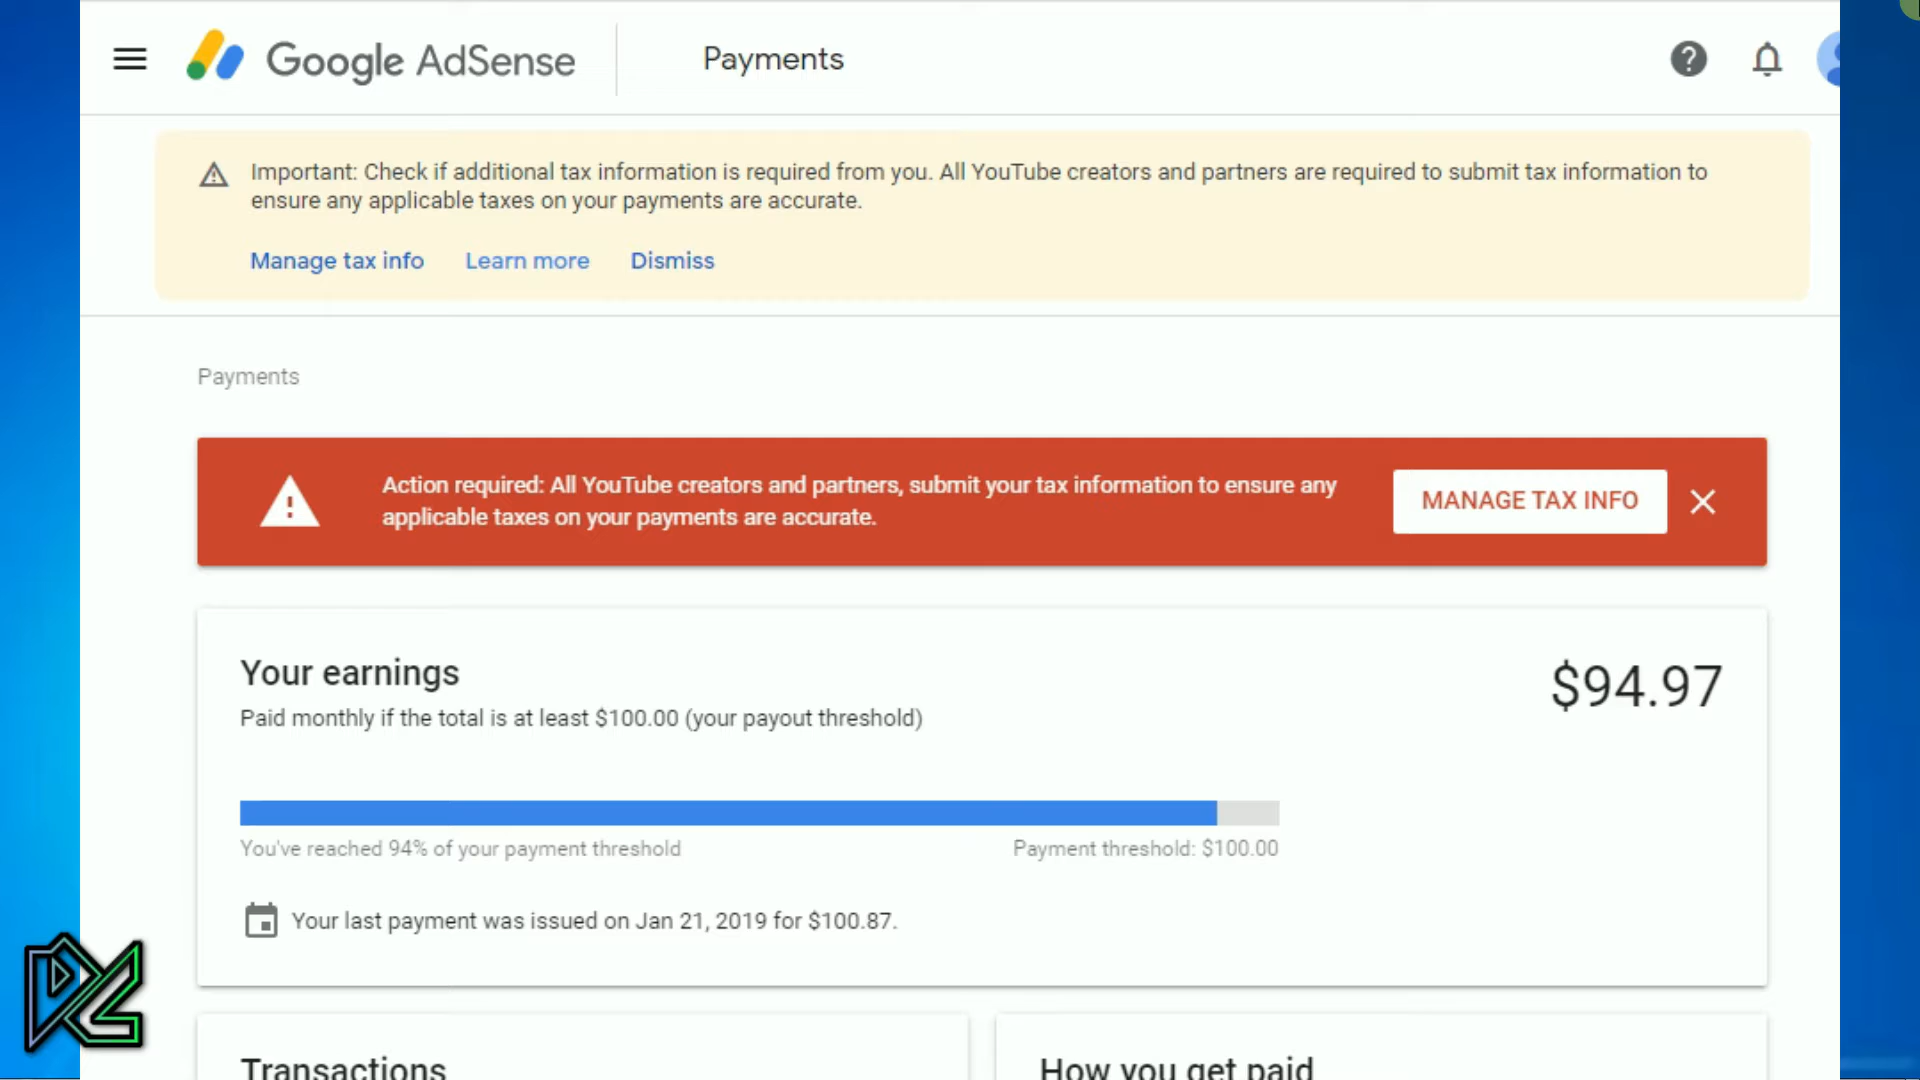 Google AdSense
Payments
Important: Check if additional tax information is required from you. All YouTube creators and partners are required to submit tax information to
ensure any applicable taxes on your payments are accurate.
Manage tax info Learn more Dismiss
Payments
Action required: All YouTube creators and partners, submit your tax information to ensure any
applicable taxes on your payments are accurate.
MANAGE TAX INFO
Your earnings
$94.97
Paid monthly if the total is at least $100.00 (your payout threshold)
You've reached 94% of your payment threshold
Payment threshold: $100.00
Your last payment was issued on Jan 21, 2019 for $100.87.
Transactions
How you get paid